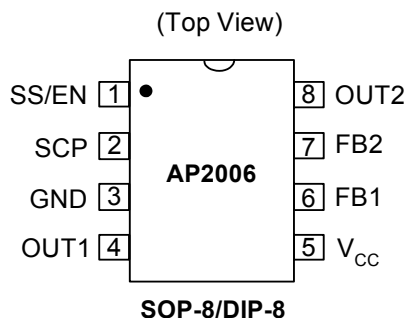 (Top View)
SS/EN 1
8 OUT2
SCP 2
7 FB2
AP2006
GND 3
6 FB1
OUT1 4
5 VCC
SOP-8/DIP-8